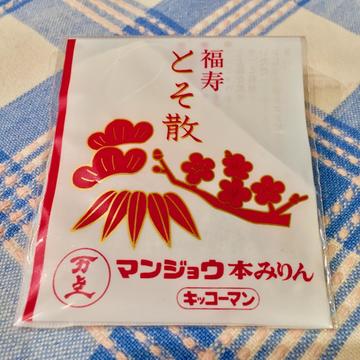 福寿
とそ散
万上
マンジョウ本みりん
キッコーマン